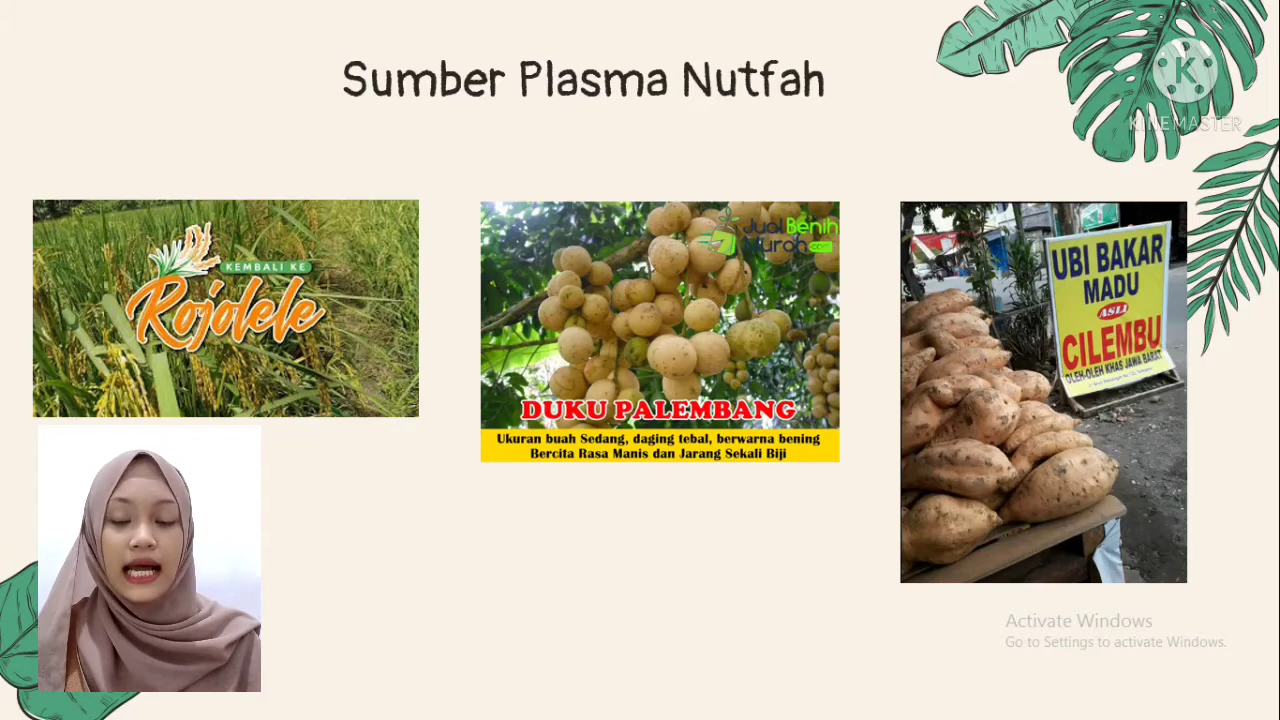 Sumber Plasma Nutfah
KINEMASTER
KEMBALI KE
Rojolele
Jual Benih
Murah.com
DUKU PALEMBANG
Ukuran buah Sedang, daging tebal, berwarna bening
Bercita Rasa Manis dan Jarang Sekali Biji
UBI BAKAR
MADU
ASLI
CILEMBU
OLEH-OLEH KHAS JAWA BARAT
Activate Windows
Go to Settings to activate Windows.